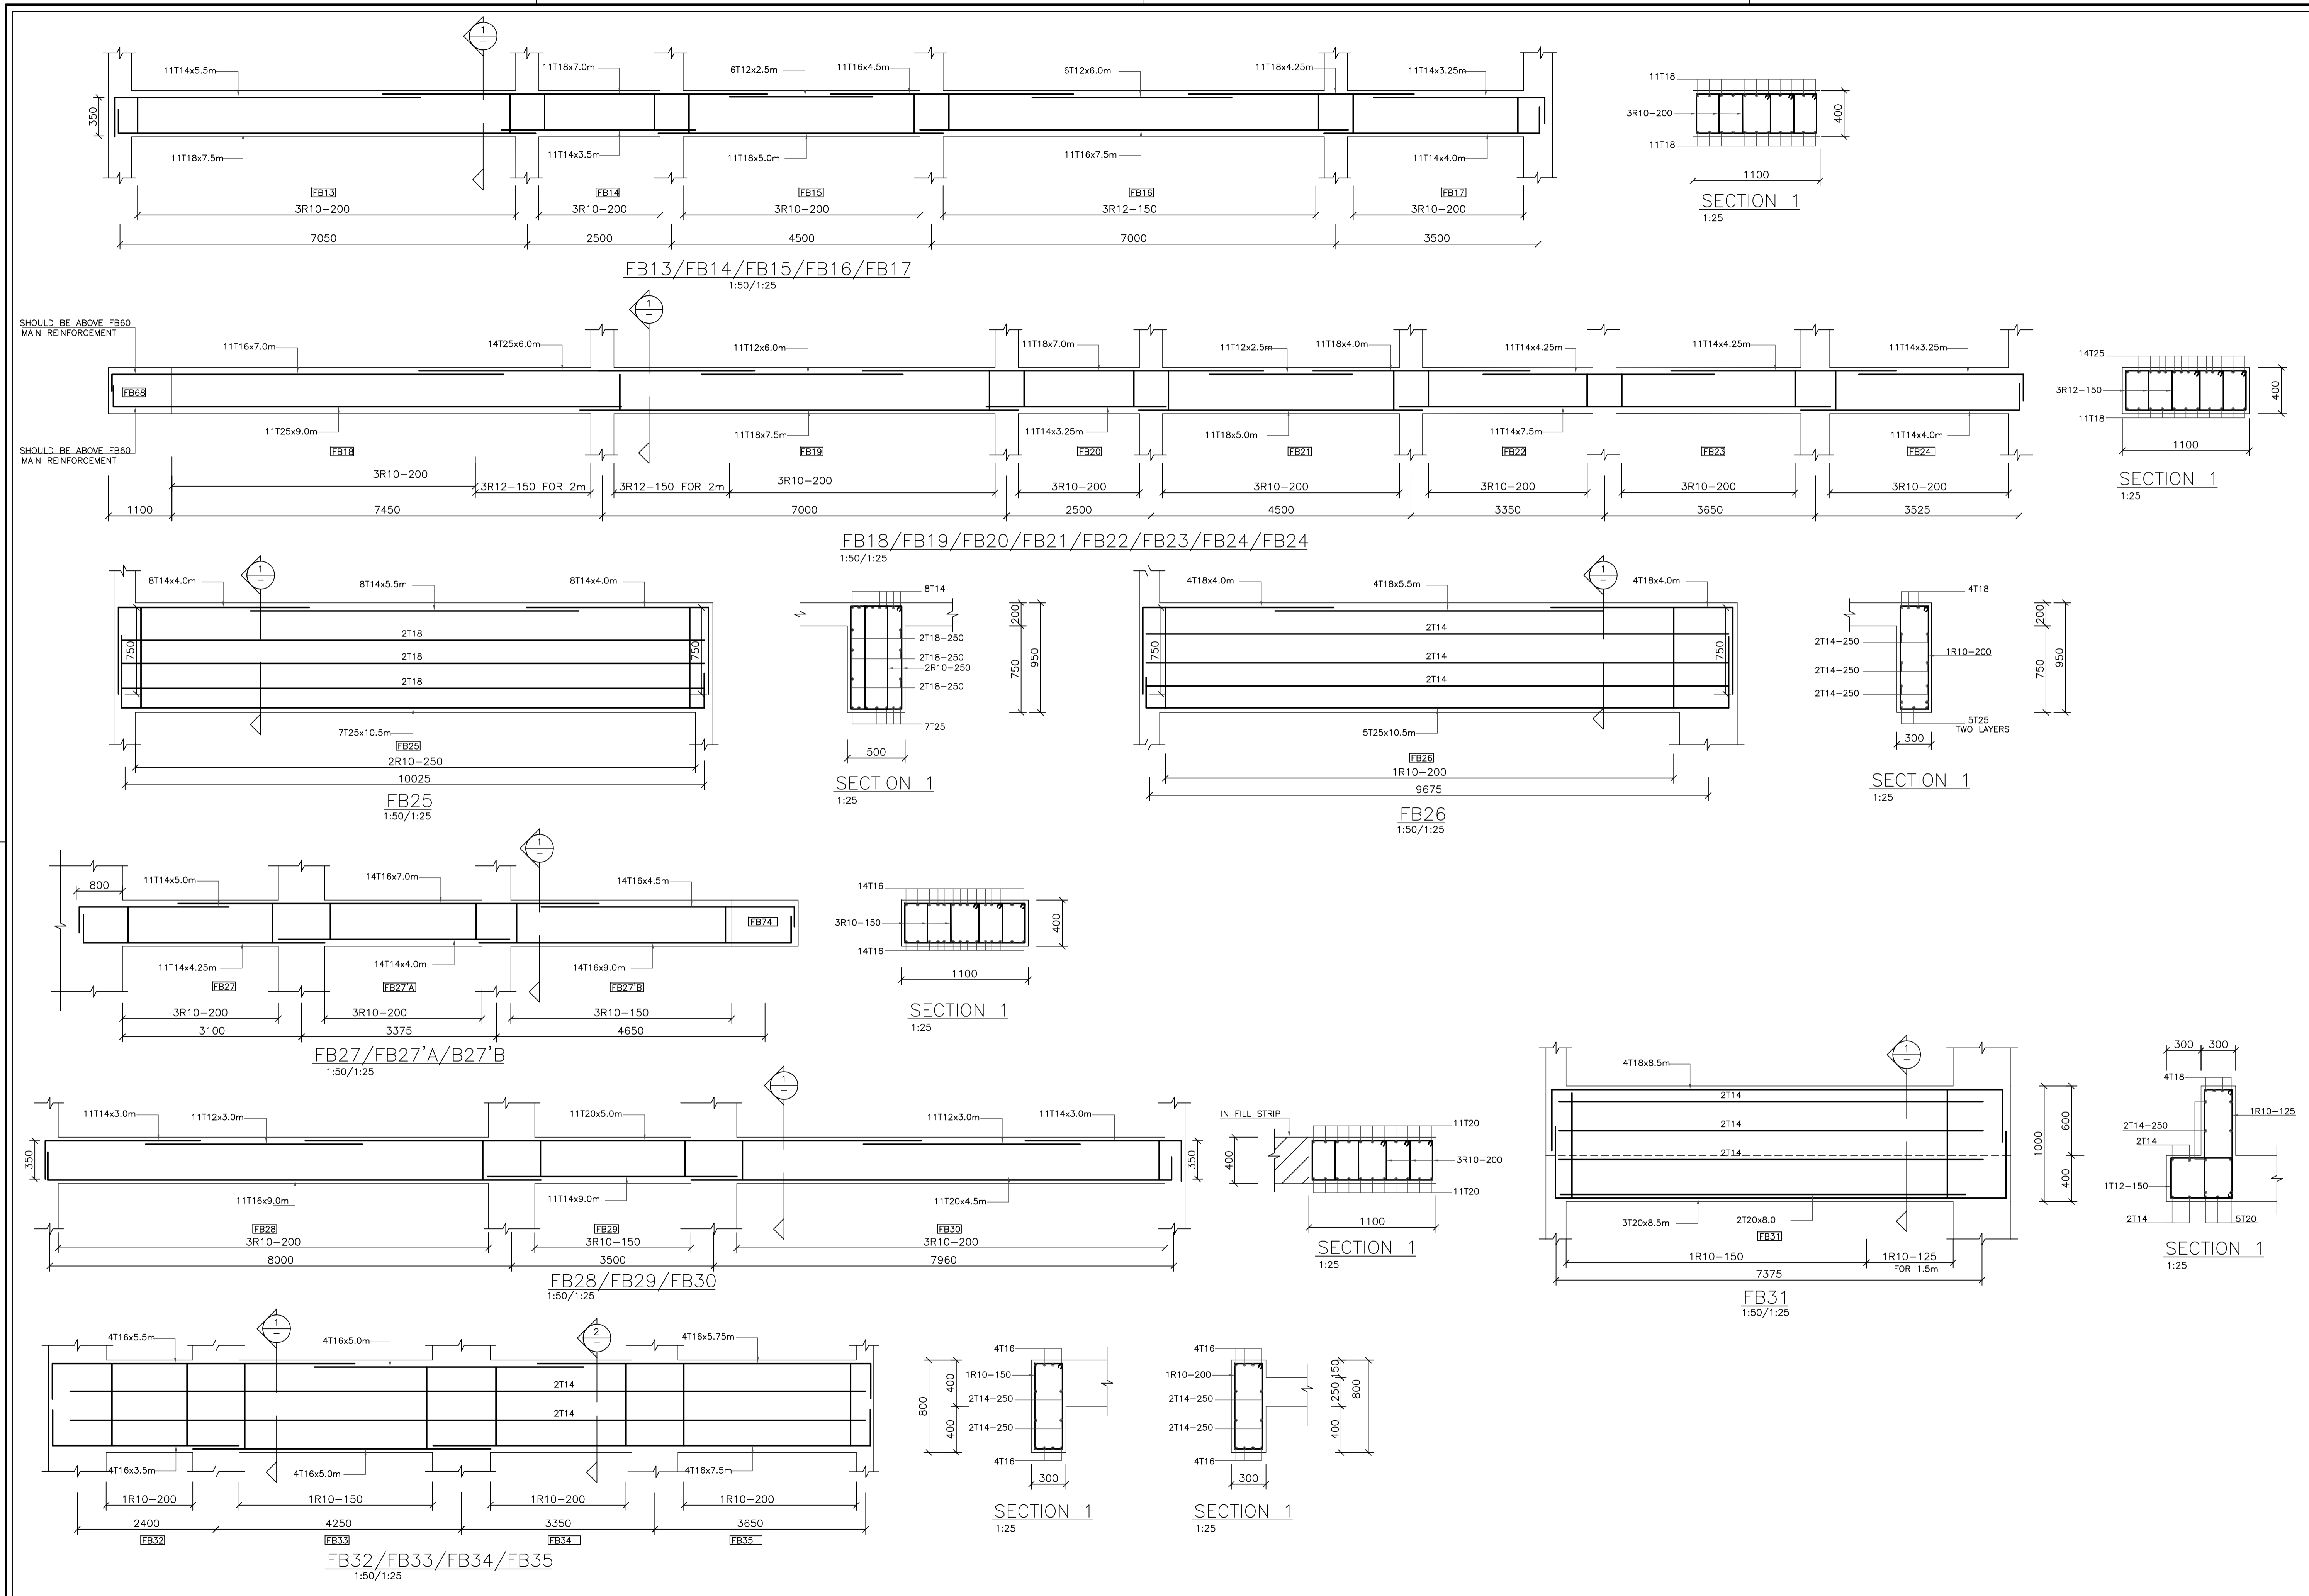 1
–
11T14x5.5m
11T18x7.0m
6T12x2.5m
11T16x4.5m
6T12x6.0m
11T18x4.25m
11T14x3.25m
350
11T18x7.5m
11T14x3.5m
11T18x5.0m
11T16x7.5m
11T14x4.0m
FB13
FB14
FB15
FB16
FB17
3R10-200
3R10-200
3R10-200
3R12-150
3R10-200
7050
2500
4500
7000
3500
FB13/FB14/FB15/FB16/FB17
1:50/1:25
11T18
3R10-200
400
11T18
1100
SECTION 1
1:25
1
–
SHOULD BE ABOVE FB60
MAIN REINFORCEMENT
11T16x7.0m
14T25x6.0m
11T12x6.0m
11T18x7.0m
11T12x2.5m
11T18x4.0m
11T14x4.25m
11T14x4.25m
11T14x3.25m
FB68
11T25x9.0m
11T18x7.5m
11T14x3.25m
11T18x5.0m
11T14x7.5m
11T14x4.0m
SHOULD BE ABOVE FB60
MAIN REINFORCEMENT
FB18
FB19
FB20
FB21
FB22
FB23
FB24
3R10-200
3R12-150 FOR 2m
3R12-150 FOR 2m
3R10-200
3R10-200
3R10-200
3R10-200
3R10-200
3R10-200
1100
7450
7000
2500
4500
3350
3650
3525
FB18/FB19/FB20/FB21/FB22/FB23/FB24/FB24
1:50/1:25
14T25
3R12-150
400
11T18
1100
SECTION 1
1:25
1
–
8T14x4.0m
8T14x5.5m
8T14x4.0m
750
2T18
2T18
2T18
750
7T25x10.5m
FB25
2R10-250
10025
FB25
1:50/1:25
8T14
2T18-250
2T18-250
2R10-250
2T18-250
7T25
200
750
950
500
SECTION 1
1:25
1
–
4T18x4.0m
4T18x5.5m
4T18x4.0m
750
2T14
2T14
2T14
750
5T25x10.5m
FB26
1R10-200
9675
FB26
1:50/1:25
4T18
2T14-250
1R10-200
2T14-250
2T14-250
5T25
TWO LAYERS
200
750
950
300
SECTION 1
1:25
1
–
800
11T14x5.0m
14T16x7.0m
14T16x4.5m
FB74
11T14x4.25m
14T14x4.0m
14T16x9.0m
FB27
FB27'A
FB27'B
3R10-200
3R10-200
3R10-150
3100
3375
4650
FB27/FB27'A/B27'B
1:50/1:25
14T16
3R10-150
400
14T16
1100
SECTION 1
1:25
1
–
11T14x3.0m
11T12x3.0m
11T20x5.0m
11T12x3.0m
11T14x3.0m
350
350
11T16x9.0m
11T14x9.0m
11T20x4.5m
FB28
FB29
FB30
3R10-200
3R10-150
3R10-200
8000
3500
7960
FB28/FB29/FB30
1:50/1:25
IN FILL STRIP
11T20
400
3R10-200
11T20
1100
SECTION 1
1:25
1
–
4T18x8.5m
2T14
2T14
2T14
3T20x8.5m
2T20x8.0
FB31
1R10-150
1R10-125
FOR 1.5m
7375
FB31
1:50/1:25
1000
600
400
300
300
4T18
1R10-125
2T14-250
2T14
1T12-150
2T14
5T20
SECTION 1
1:25
1
–
2
–
4T16x5.5m
4T16x5.0m
4T16x5.75m
2T14
2T14
4T16x3.5m
4T16x5.0m
4T16x7.5m
1R10-200
1R10-150
1R10-200
1R10-200
2400
4250
3350
3650
FB32
FB33
FB34
FB35
FB32/FB33/FB34/FB35
1:50/1:25
4T16
1R10-150
800
400
400
2T14-250
2T14-250
4T16
300
SECTION 1
1:25
4T16
1R10-200
2T14-250
2T14-250
4T16
150
250
400
800
300
SECTION 1
1:25